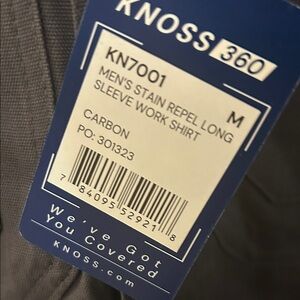 KNOSS 360
KN7001
M
MEN'S STAIN REPEL LONG
SLEEVE WORK SHIRT
CARBON
PO: 301323
7 84095 52921 8
We've Got
You Covered
KNOSS.com